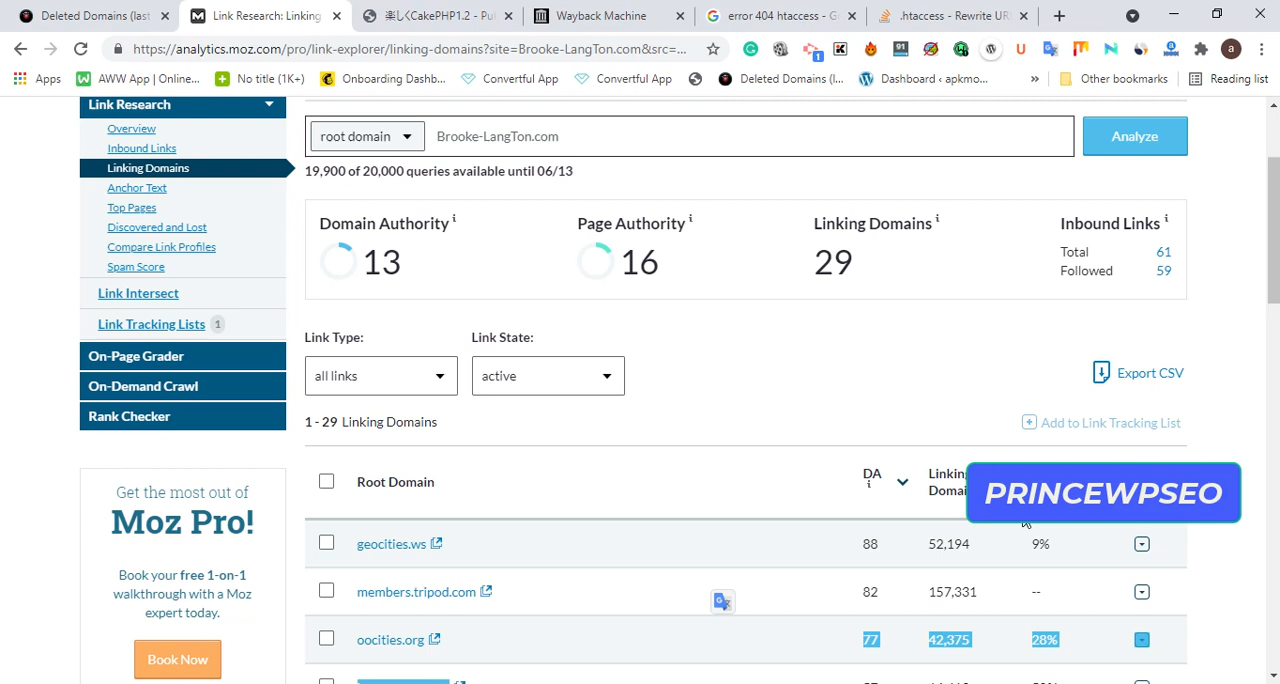 Deleted Domains (last
Link Research: Linking
楽しくCakePHP1.2 - Pu
Wayback Machine
error 404 htaccess - G
.htaccess - Rewrite UR
https://analytics.moz.com/pro/link-explorer/linking-domains?site=Brooke-LangTon.com&src=...
Apps
AWW App | Online...
No title (1K+)
Onboarding Dashb...
Convertful App
Convertful App
Deleted Domains (l...
Dashboard ‹ apkmo...
»
Other bookmarks
Reading list
Link Research
Overview
Inbound Links
Linking Domains
Anchor Text
Top Pages
Discovered and Lost
Compare Link Profiles
Spam Score
Link Intersect
Link Tracking Lists 1
On-Page Grader
On-Demand Crawl
Rank Checker
Get the most out of
Moz Pro!
Book your free 1-on-1
walkthrough with a Moz
expert today.
Book Now
root domain
Brooke-LangTon.com
Analyze
19,900 of 20,000 queries available until 06/13
Domain Authority i
13
Page Authority i
16
Linking Domains i
29
Inbound Links i
Total 61
Followed 59
Link Type:
all links
Link State:
active
Export CSV
1 - 29 Linking Domains
Add to Link Tracking List
Root Domain
DA
i
PRINCEWPSEO
geocities.ws 88 52,194 9%
members.tripod.com 82 157,331 --
oocities.org 77 42,375 28%